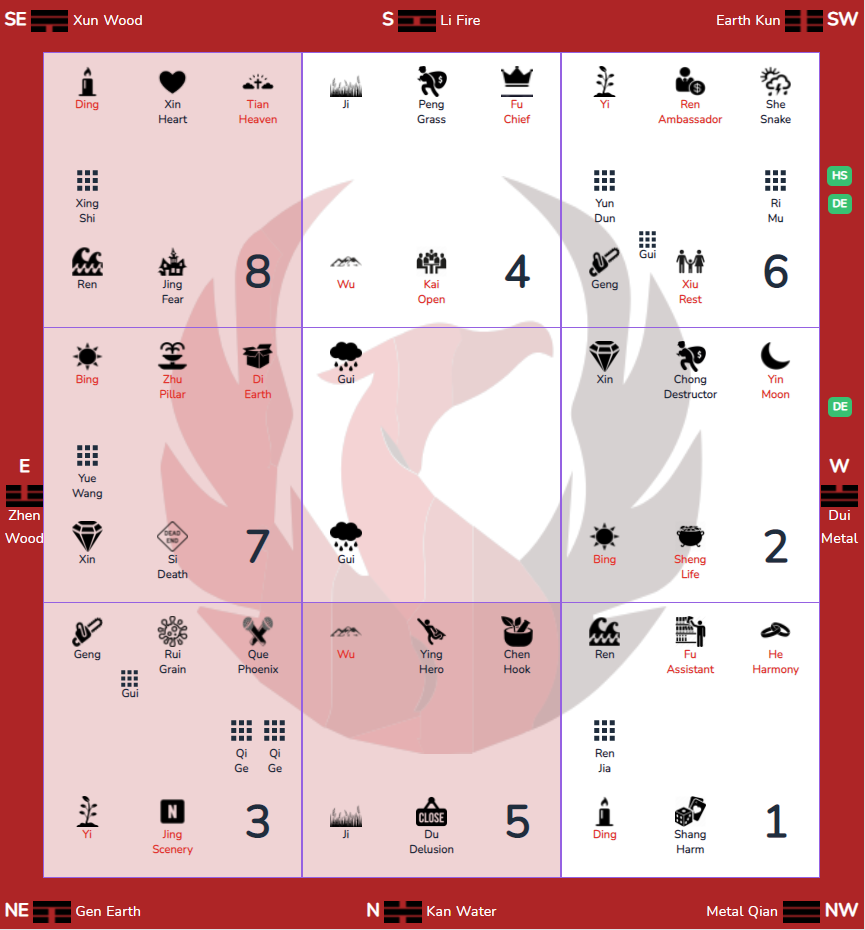 SE Xun Wood S Li Fire Earth Kun SW
Ding Xin Heart Tian Heaven
Xing Shi
Ren Jing Fear 8
Ji Peng Grass Fu Chief
Wu Kai Open 4
Yi Ren Ambassador She Snake
Yun Dun Ri Mu
Gui
Geng Xiu Rest 6
HS
DE
Bing Zhu Pillar Di Earth
Yue Wang
Xin DEAD END Si Death 7
E
Zhen
Wood
Gui
Gui
Xin Chong Destructor Yin Moon
Bing Sheng Life 2
DE
W
Dui
Metal
Geng Rui Grain Que Phoenix
Gui
Qi Ge Qi Ge
Yi N Jing Scenery 3
Wu Ying Hero Chen Hook
Ji CLOSE Du Delusion 5
Ren Fu Assistant He Harmony
Ren Jia
Ding Shang Harm 1
NE Gen Earth N Kan Water Metal Qian NW